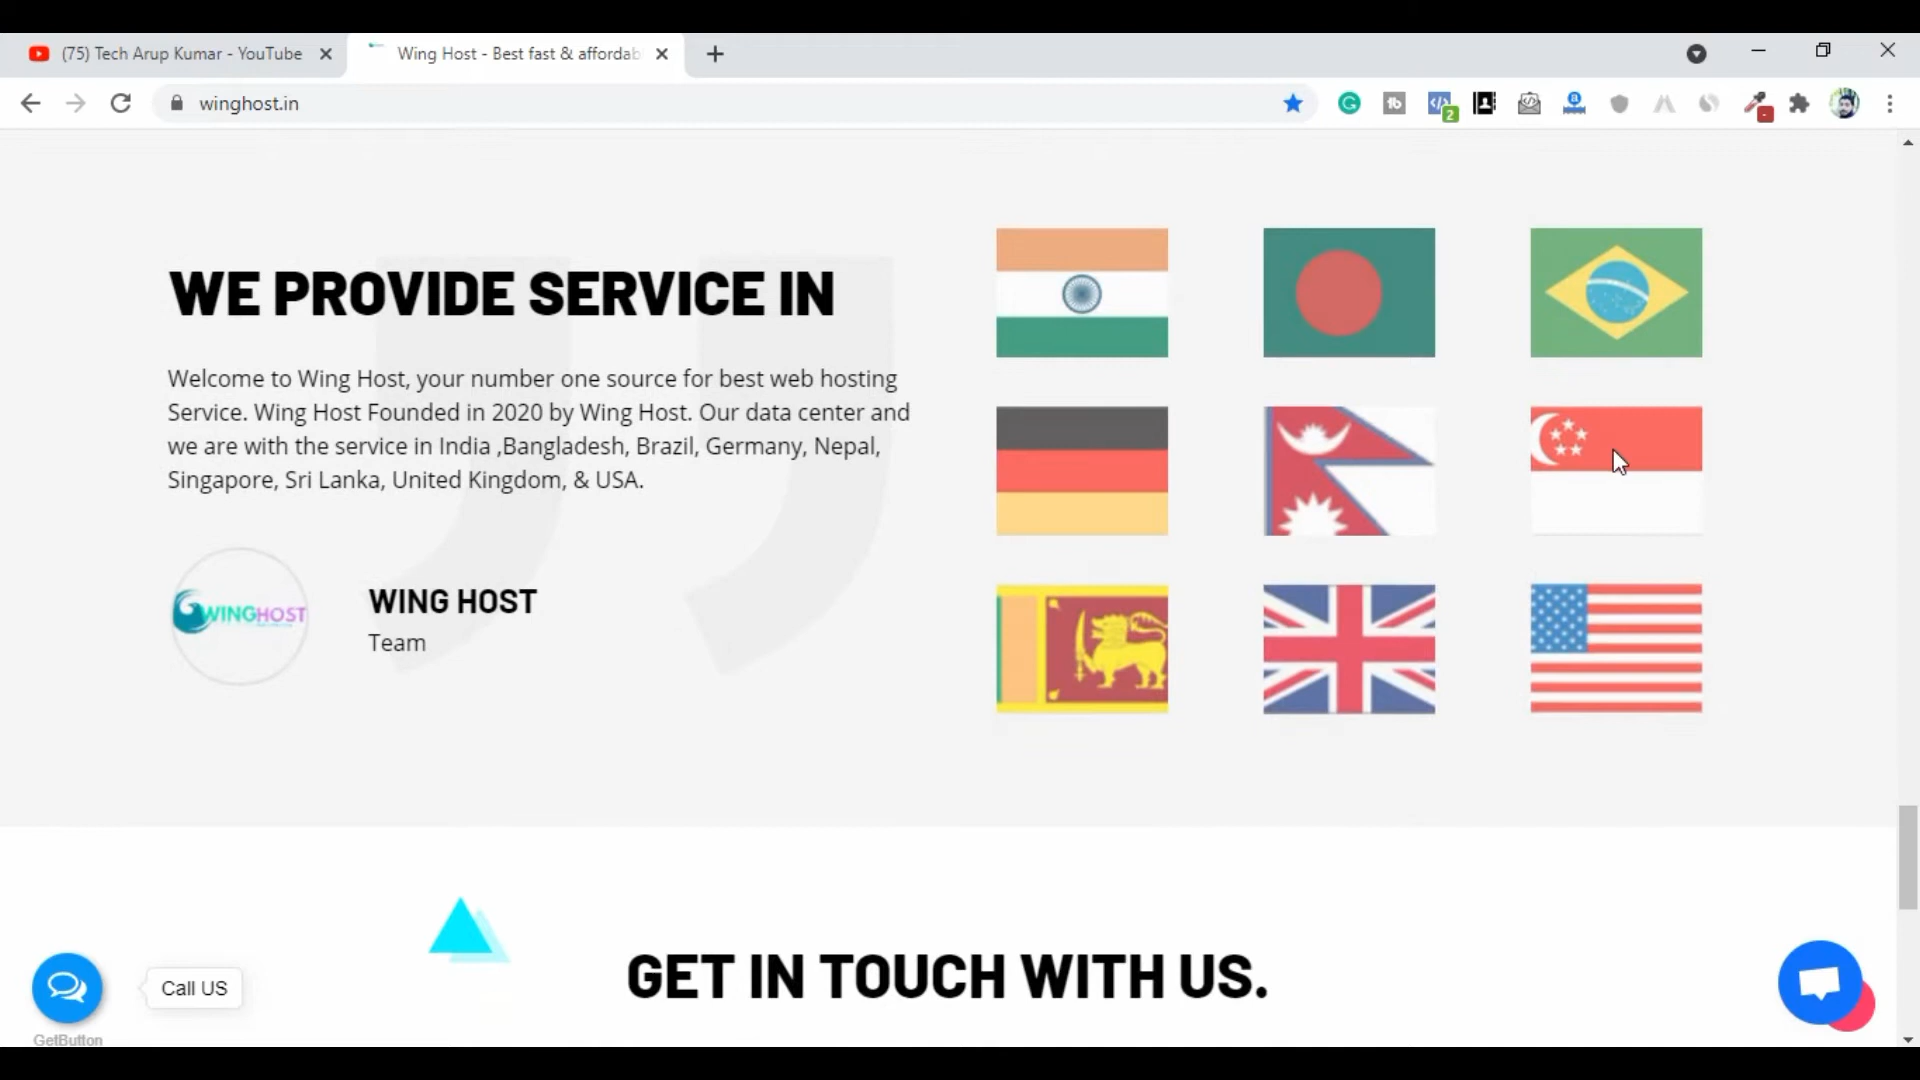 (75) Tech Arup Kumar - YouTube
Wing Host - Best fast & affordab
winghost.in
2
WE PROVIDE SERVICE IN
Welcome to Wing Host, your number one source for best web hosting
Service. Wing Host Founded in 2020 by Wing Host. Our data center and
we are with the service in India ,Bangladesh, Brazil, Germany, Nepal,
Singapore, Sri Lanka, United Kingdom, & USA.
WINGHOST
WING HOST
Team
GET IN TOUCH WITH US.
Call US
GetButton